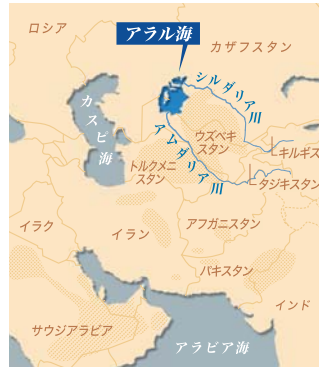 ロシア
アラル海
カザフスタン
シルダリア川
カスピ海
ウズベキ
スタン
キルギス
アムダリア川
トルクメニ
スタン
タジキスタン
アフガニスタン
イラク
イラン
パキスタン
インド
サウジアラビア
アラビア海